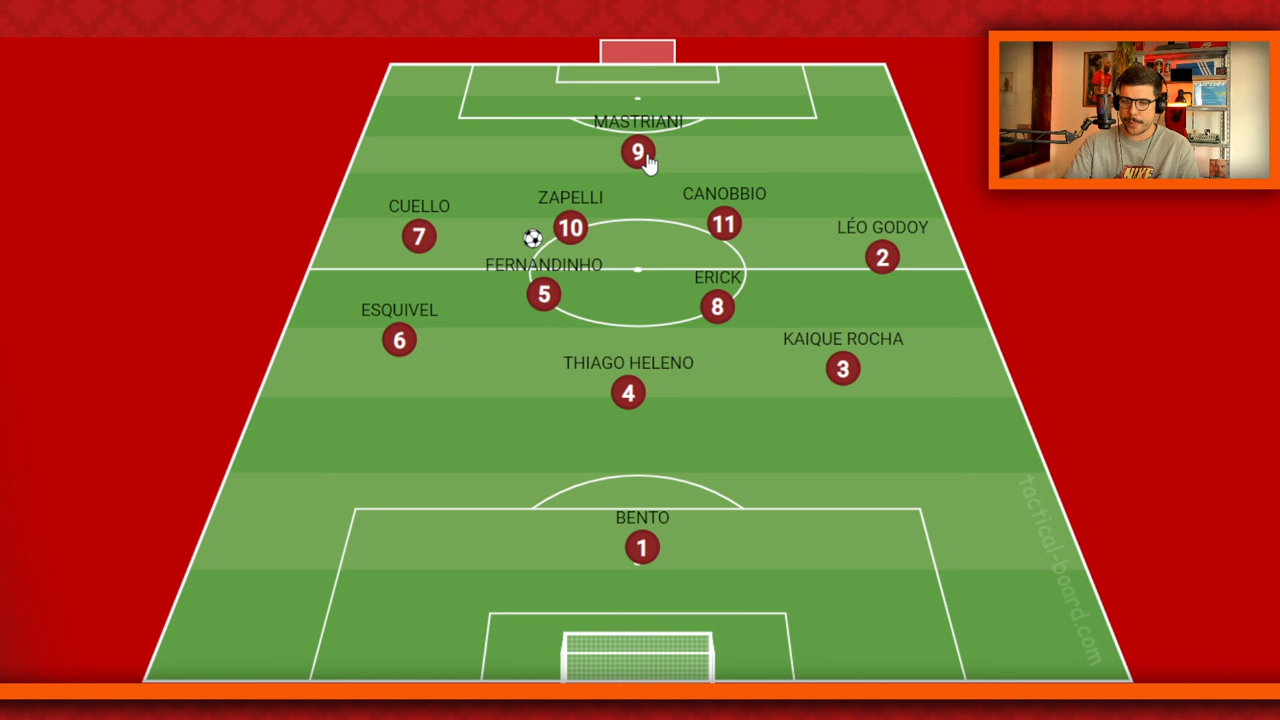 MASTRIANI
9
CUELLO
7
ZAPELLI
10
CANOBBIO
11
LÉO GODOY
2
FERNANDINHO
5
ERICK
8
ESQUIVEL
6
KAIQUE ROCHA
3
THIAGO HELENO
4
BENTO
1
tactical-board.com
NIKE